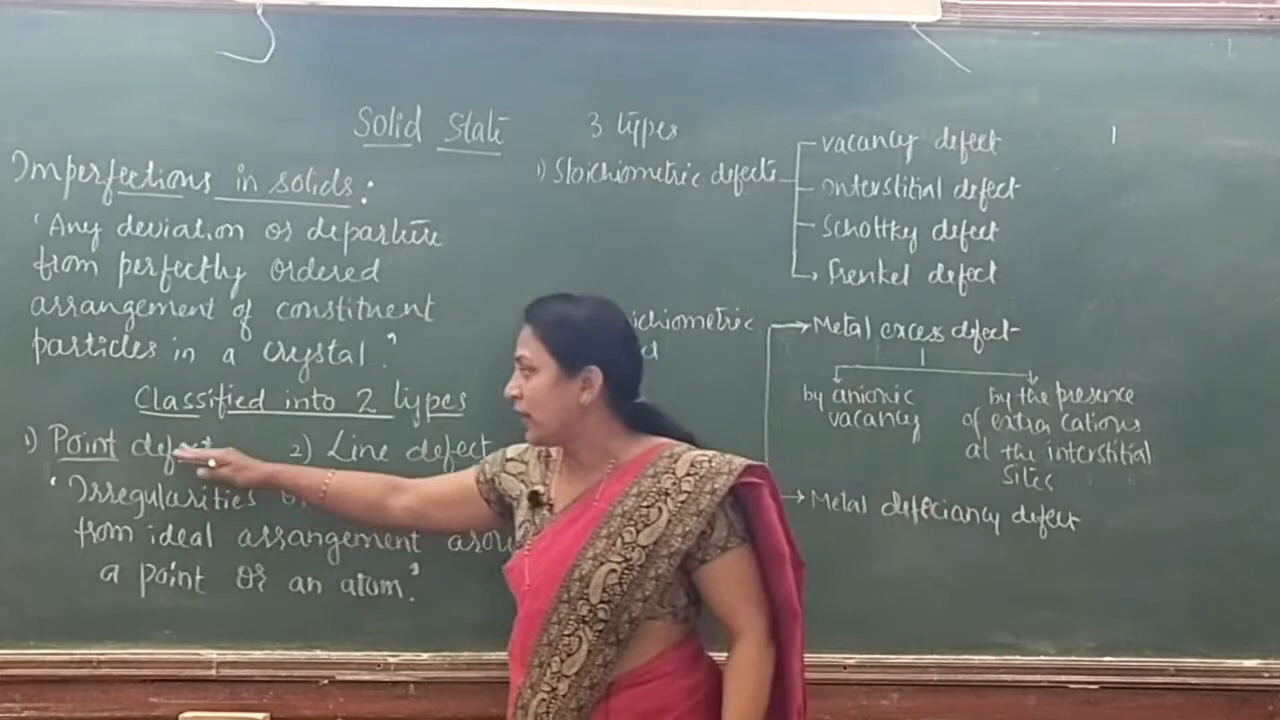 Solid State
Imperfections in solids:
'Any deviation or departure
from perfectly ordered
arrangement of constituent
particles in a crystal.'
Classified into 2 types
1) Point defect 2) Line defect
'Irregularities
from ideal arrangement
a point or an atom.'
3 types
1) Stoichiometric defects
vacancy defect
Interstitial defect
Schottky defect
Frenkel defect
ichiometric
Metal excess defect
by anionic
vacancy
by the presence
of extra cations
at the interstitial
sites
Metal deficiancy defect